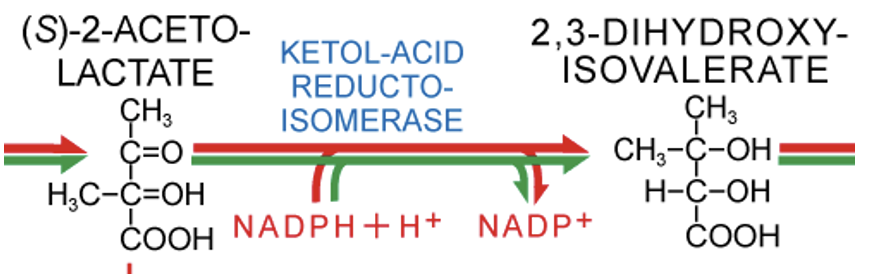 (S)-2-ACETO-
LACTATE
CH₃
C=O
H₃C–C=OH
COOH
KETOL-ACID
REDUCTO-
ISOMERASE
NADPH + H⁺
NADP⁺
2,3-DIHYDROXY-
ISOVALERATE
CH₃
CH₃–C–OH
H–C–OH
COOH